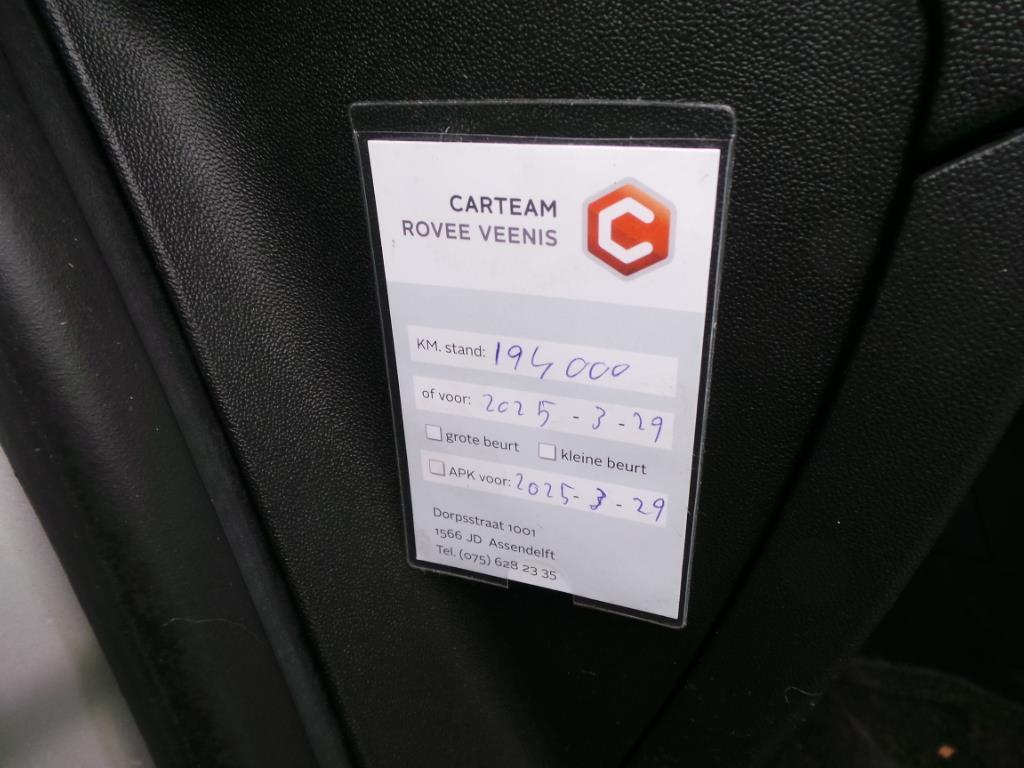 CARTEAM
ROVEE VEENIS
KM. stand: 194000
of voor: 2025-3-29
grote beurt kleine beurt
APK voor: 2025-3-29
Dorpsstraat 1001
1566 JD Assendelft
Tel. (075) 628 23 35